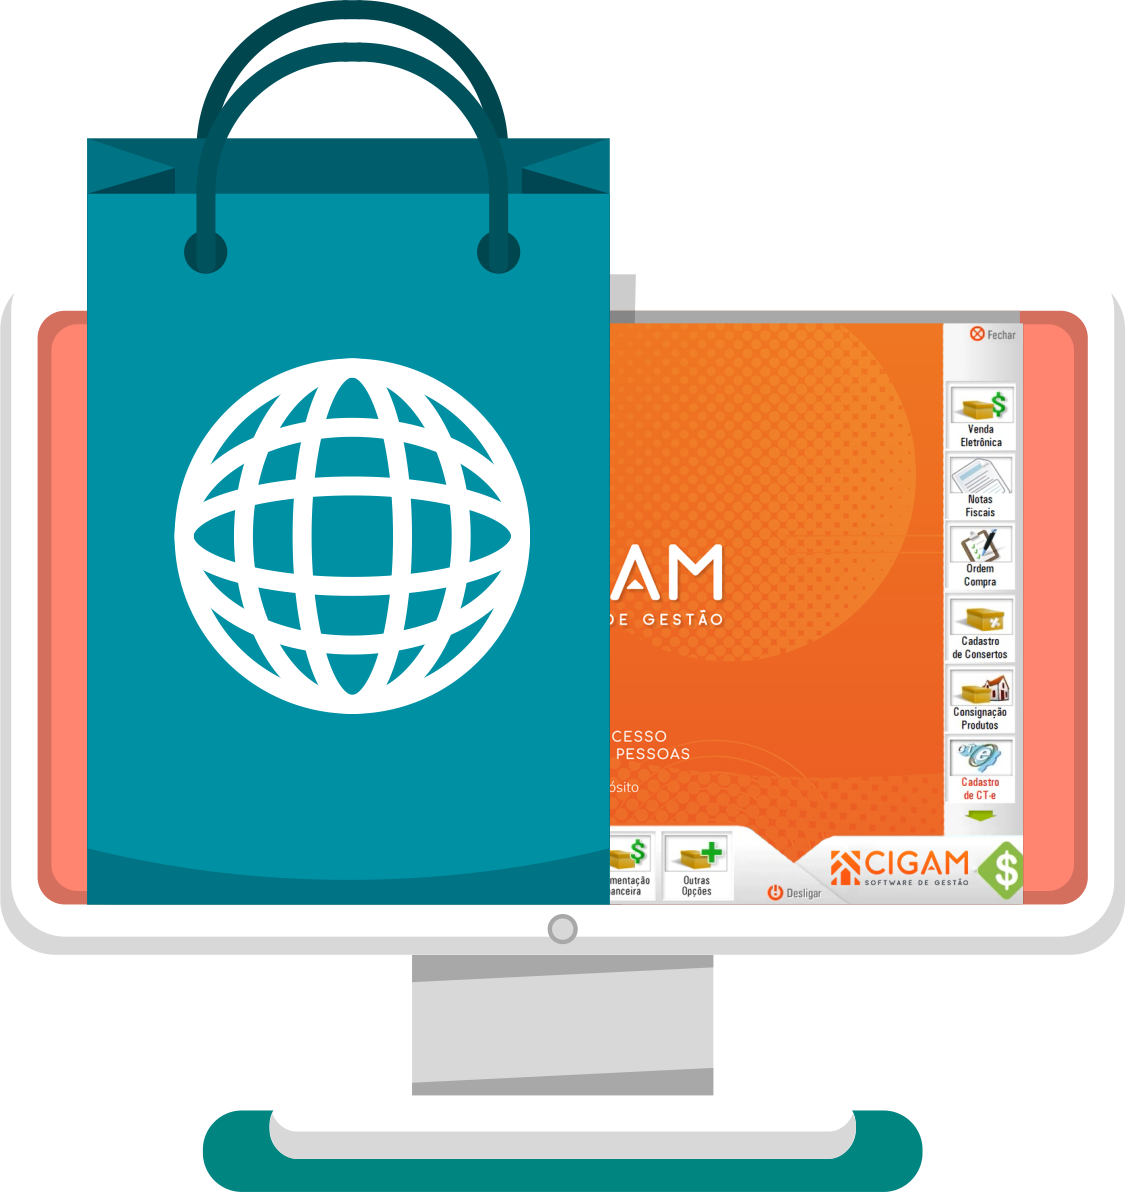 Fechar
Venda
Eletrônica
Notas
Fiscais
Ordem
Compra
AM
DE GESTÃO
Cadastro
de Consertos
Consignação
Produtos
CESSO
PESSOAS
ósito
Cadastro
de CT-e
mentação
anceira
Outras
Opções
Desligar
CIGAM
SOFTWARE DE GESTÃO